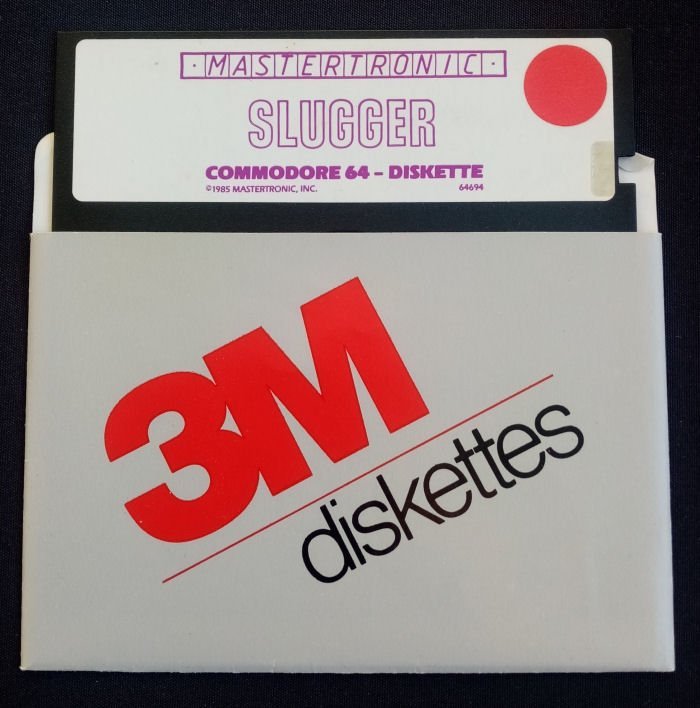 · MASTERTRONIC ·
SLUGGER
COMMODORE 64 – DISKETTE
©1985 MASTERTRONIC, INC. 64694
3M
diskettes